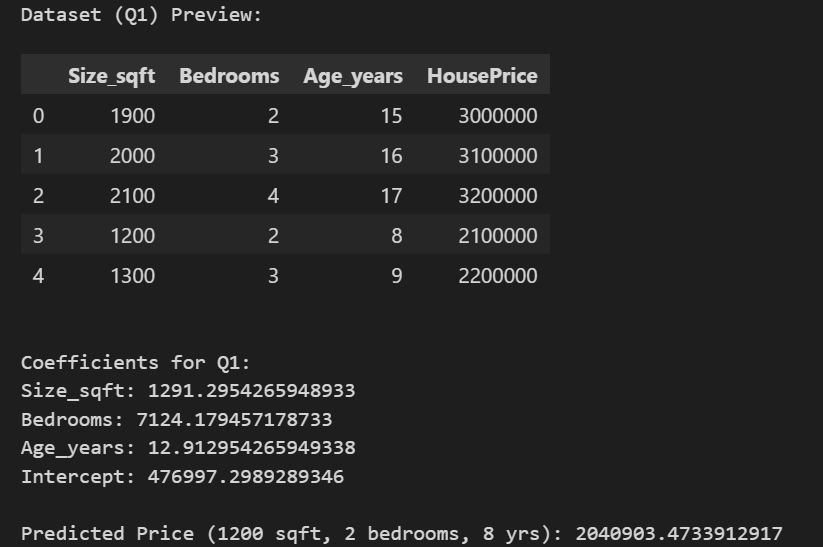 Dataset (Q1) Preview:
Size_sqft Bedrooms Age_years HousePrice
0 1900 2 15 3000000
1 2000 3 16 3100000
2 2100 4 17 3200000
3 1200 2 8 2100000
4 1300 3 9 2200000
Coefficients for Q1:
Size_sqft: 1291.2954265948933
Bedrooms: 7124.179457178733
Age_years: 12.912954265949338
Intercept: 476997.2989289346
Predicted Price (1200 sqft, 2 bedrooms, 8 yrs): 2040903.4733912917